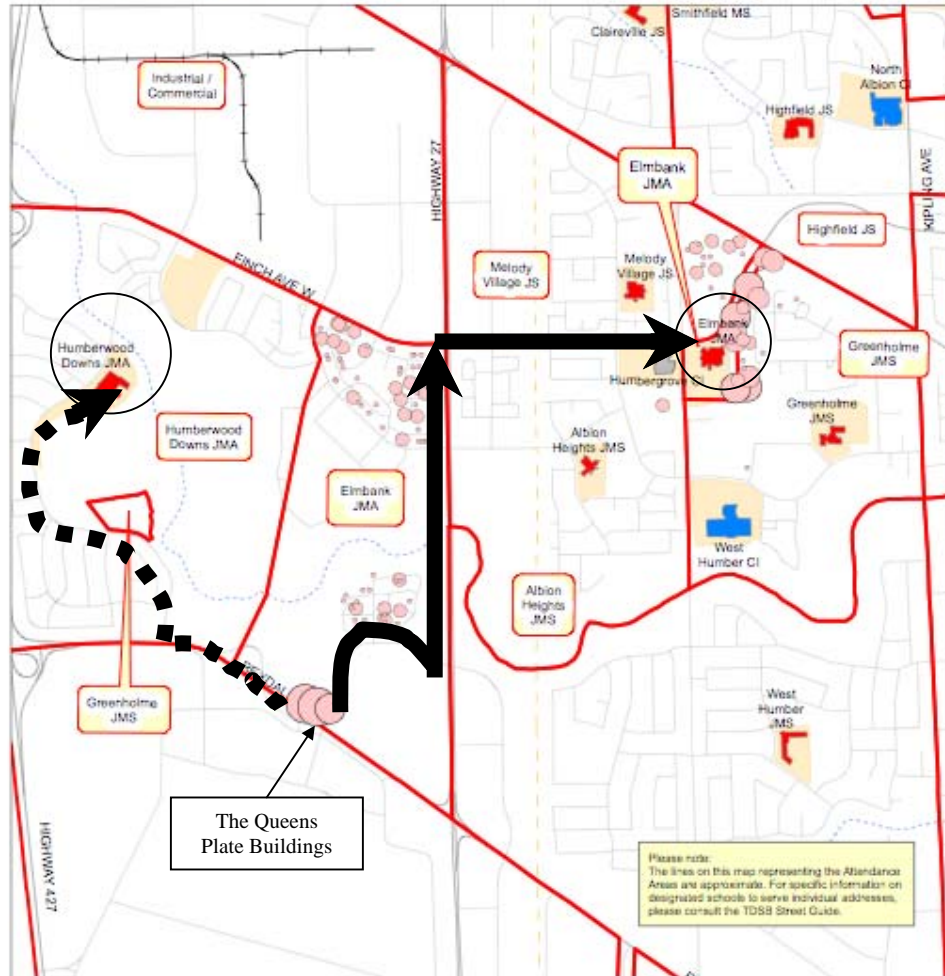 Smithfield MS
Claireville JS
Industrial /
Commercial
North
Albion CI
Highfield JS
HIGHWAY 27
Elmbank
JMA
KIPLING AVE
Highfield JS
FINCH AVE W
Melody
Village JS
Melody
Village JS
Elmbank
JMA
Humberwood
Downs JMA
Greenholme
JMS
Humbergrove CI
Greenholme
JMS
Humberwood
Downs JMA
Albion
Heights JMS
Elmbank
JMA
West
Humber CI
Albion
Heights
JMS
Greenholme
JMS
West
Humber
JMS
The Queens
Plate Buildings
HIGHWAY 427
Please note:
The lines on this map representing the Attendance
Areas are approximate. For specific information on
designated schools to serve individual addresses,
please consult the TDSB Street Guide.